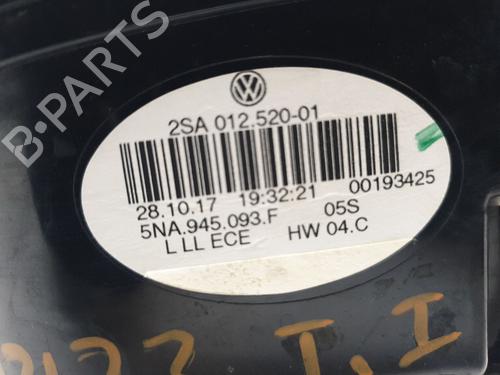 B-PARTS
2SA 012.520-01
28.10.17 19:32:21 00193425
5NA.945.093.F 05S
L LL ECE HW 04.C